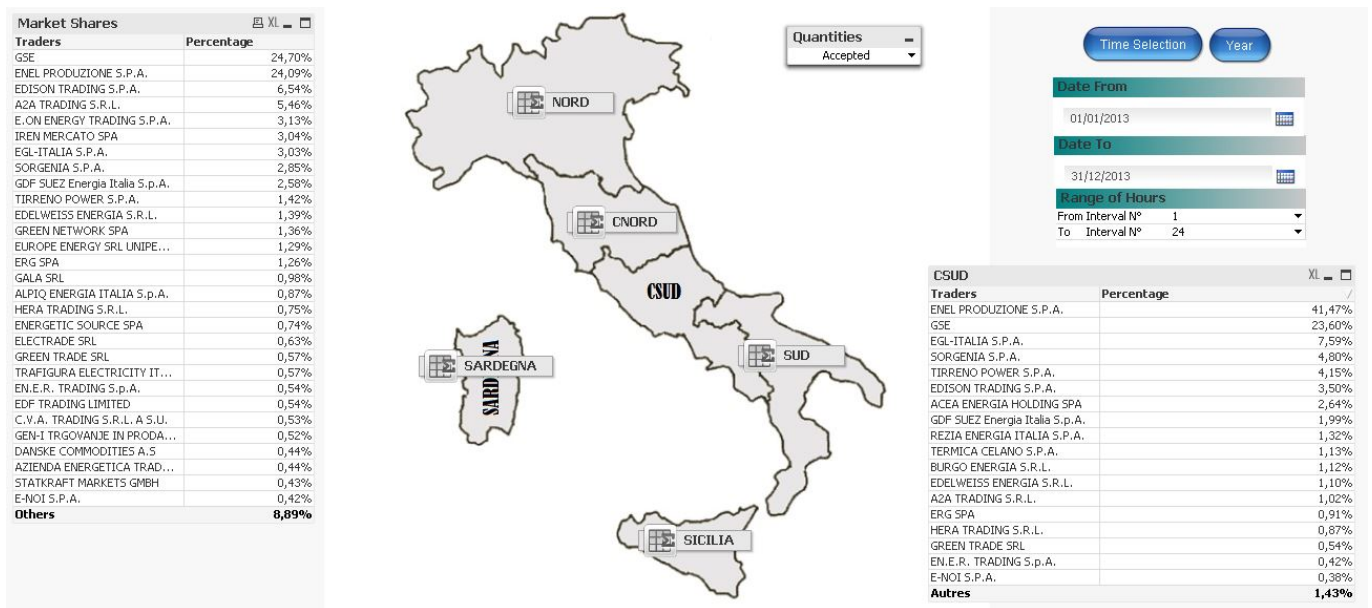 Market Shares XL
Traders Percentage
GSE 24,70%
ENEL PRODUZIONE S.P.A. 24,09%
EDISON TRADING S.P.A. 6,54%
A2A TRADING S.R.L. 5,46%
E.ON ENERGY TRADING S.P.A. 3,13%
IREN MERCATO SPA 3,04%
EGL-ITALIA S.P.A. 3,03%
SORGENIA S.P.A. 2,85%
GDF SUEZ Energia Italia S.p.A. 2,58%
TIRRENO POWER S.P.A. 1,42%
EDELWEISS ENERGIA S.R.L. 1,39%
GREEN NETWORK SPA 1,36%
EUROPE ENERGY SRL UNIPE... 1,29%
ERG SPA 1,26%
GALA SRL 0,98%
ALPIQ ENERGIA ITALIA S.p.A. 0,87%
HERA TRADING S.R.L. 0,75%
ENERGETIC SOURCE SPA 0,74%
ELECTRADE SRL 0,63%
GREEN TRADE SRL 0,57%
TRAFIGURA ELECTRICITY IT... 0,57%
EN.E.R. TRADING S.p.A. 0,54%
EDF TRADING LIMITED 0,54%
C.V.A. TRADING S.R.L. A S.U. 0,53%
GEN-I TRGOVANJE IN PRODA... 0,52%
DANSKE COMMODITIES A.S 0,44%
AZIENDA ENERGETICA TRAD... 0,44%
STATKRAFT MARKETS GMBH 0,43%
E-NOI S.P.A. 0,42%
Others 8,89%
NORD
CNORD
CSUD
SUD
SARDEGNA
SARDEGNA
SICILIA
Quantities
Accepted
Time Selection Year
Date From
01/01/2013
Date To
31/12/2013
Range of Hours
From Interval N° 1
To Interval N° 24
CSUD XL
Traders Percentage
ENEL PRODUZIONE S.P.A. 41,47%
GSE 23,60%
EGL-ITALIA S.P.A. 7,59%
SORGENIA S.P.A. 4,80%
TIRRENO POWER S.P.A. 4,15%
EDISON TRADING S.P.A. 3,50%
ACEA ENERGIA HOLDING SPA 2,64%
GDF SUEZ Energia Italia S.p.A. 1,99%
REZIA ENERGIA ITALIA S.P.A. 1,32%
TERMICA CELANO S.P.A. 1,13%
BURGO ENERGIA S.R.L. 1,12%
EDELWEISS ENERGIA S.R.L. 1,10%
A2A TRADING S.R.L. 1,02%
ERG SPA 0,91%
HERA TRADING S.R.L. 0,87%
GREEN TRADE SRL 0,54%
EN.E.R. TRADING S.p.A. 0,42%
E-NOI S.P.A. 0,38%
Autres 1,43%